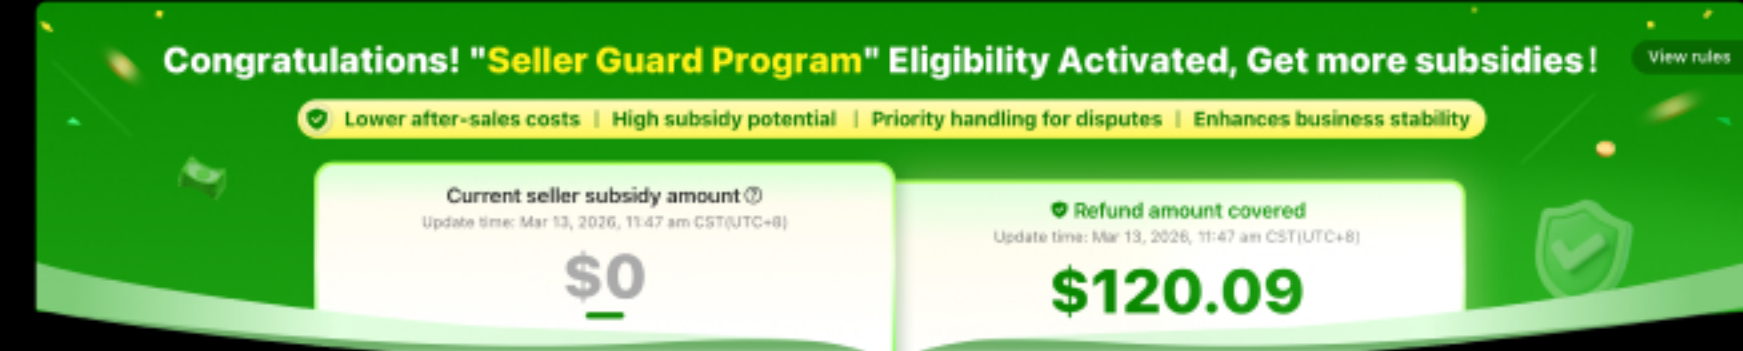 Congratulations! "Seller Guard Program" Eligibility Activated, Get more subsidies!
View rules
Lower after-sales costs | High subsidy potential | Priority handling for disputes | Enhances business stability
Current seller subsidy amount
Update time: Mar 13, 2026, 11:47 am CST(UTC+8)
$0
Refund amount covered
Update time: Mar 13, 2026, 11:47 am CST(UTC+8)
$120.09